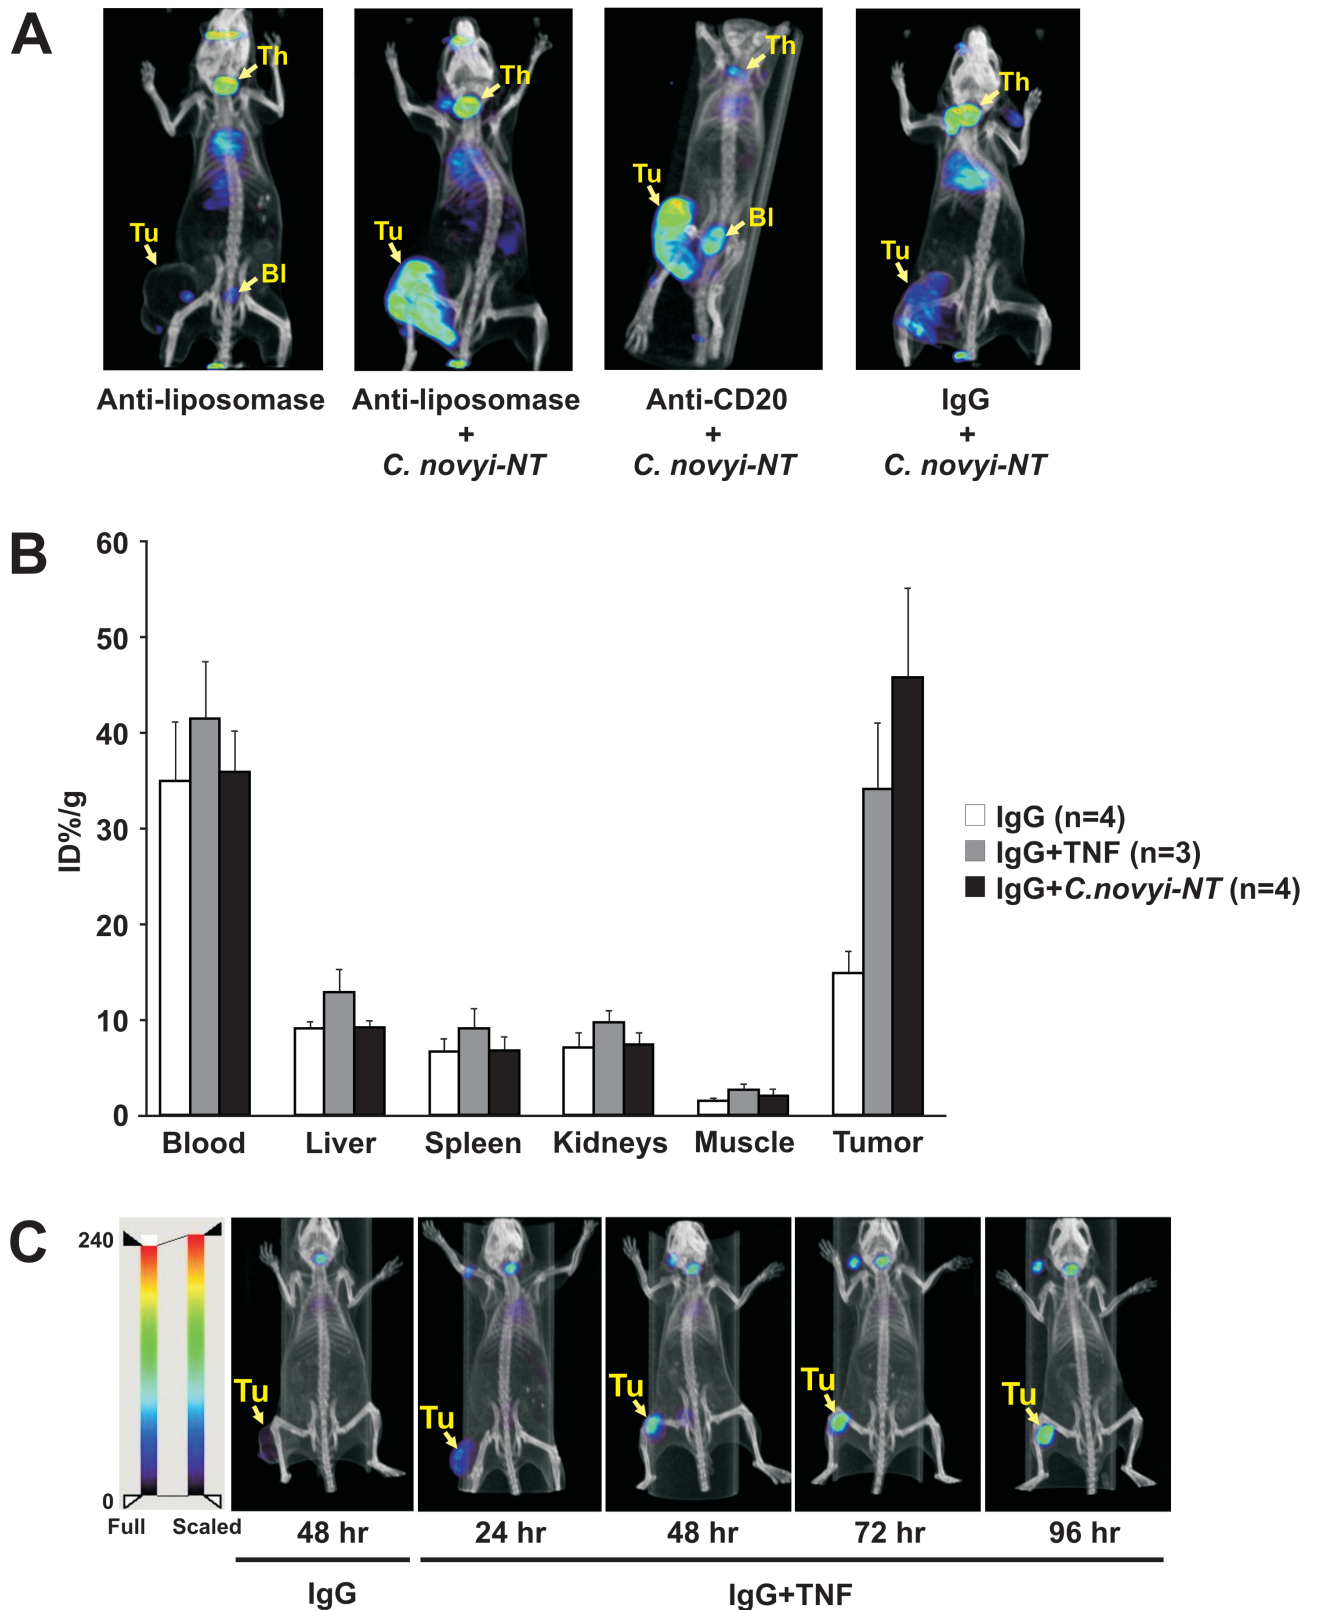 A
Th
Tu
Bl
Th
Tu
Th
Tu
Bl
Th
Tu
Anti-liposomase
Anti-liposomase
+
C. novyi-NT
Anti-CD20
+
C. novyi-NT
IgG
+
C. novyi-NT
B
60
50
40
30
20
10
0
ID%/g
Blood Liver Spleen Kidneys Muscle Tumor
IgG (n=4)
IgG+TNF (n=3)
IgG+C.novyi-NT (n=4)
C
240
0
Full Scaled
Tu
Tu
Tu
Tu
Tu
48 hr 24 hr 48 hr 72 hr 96 hr
IgG IgG+TNF